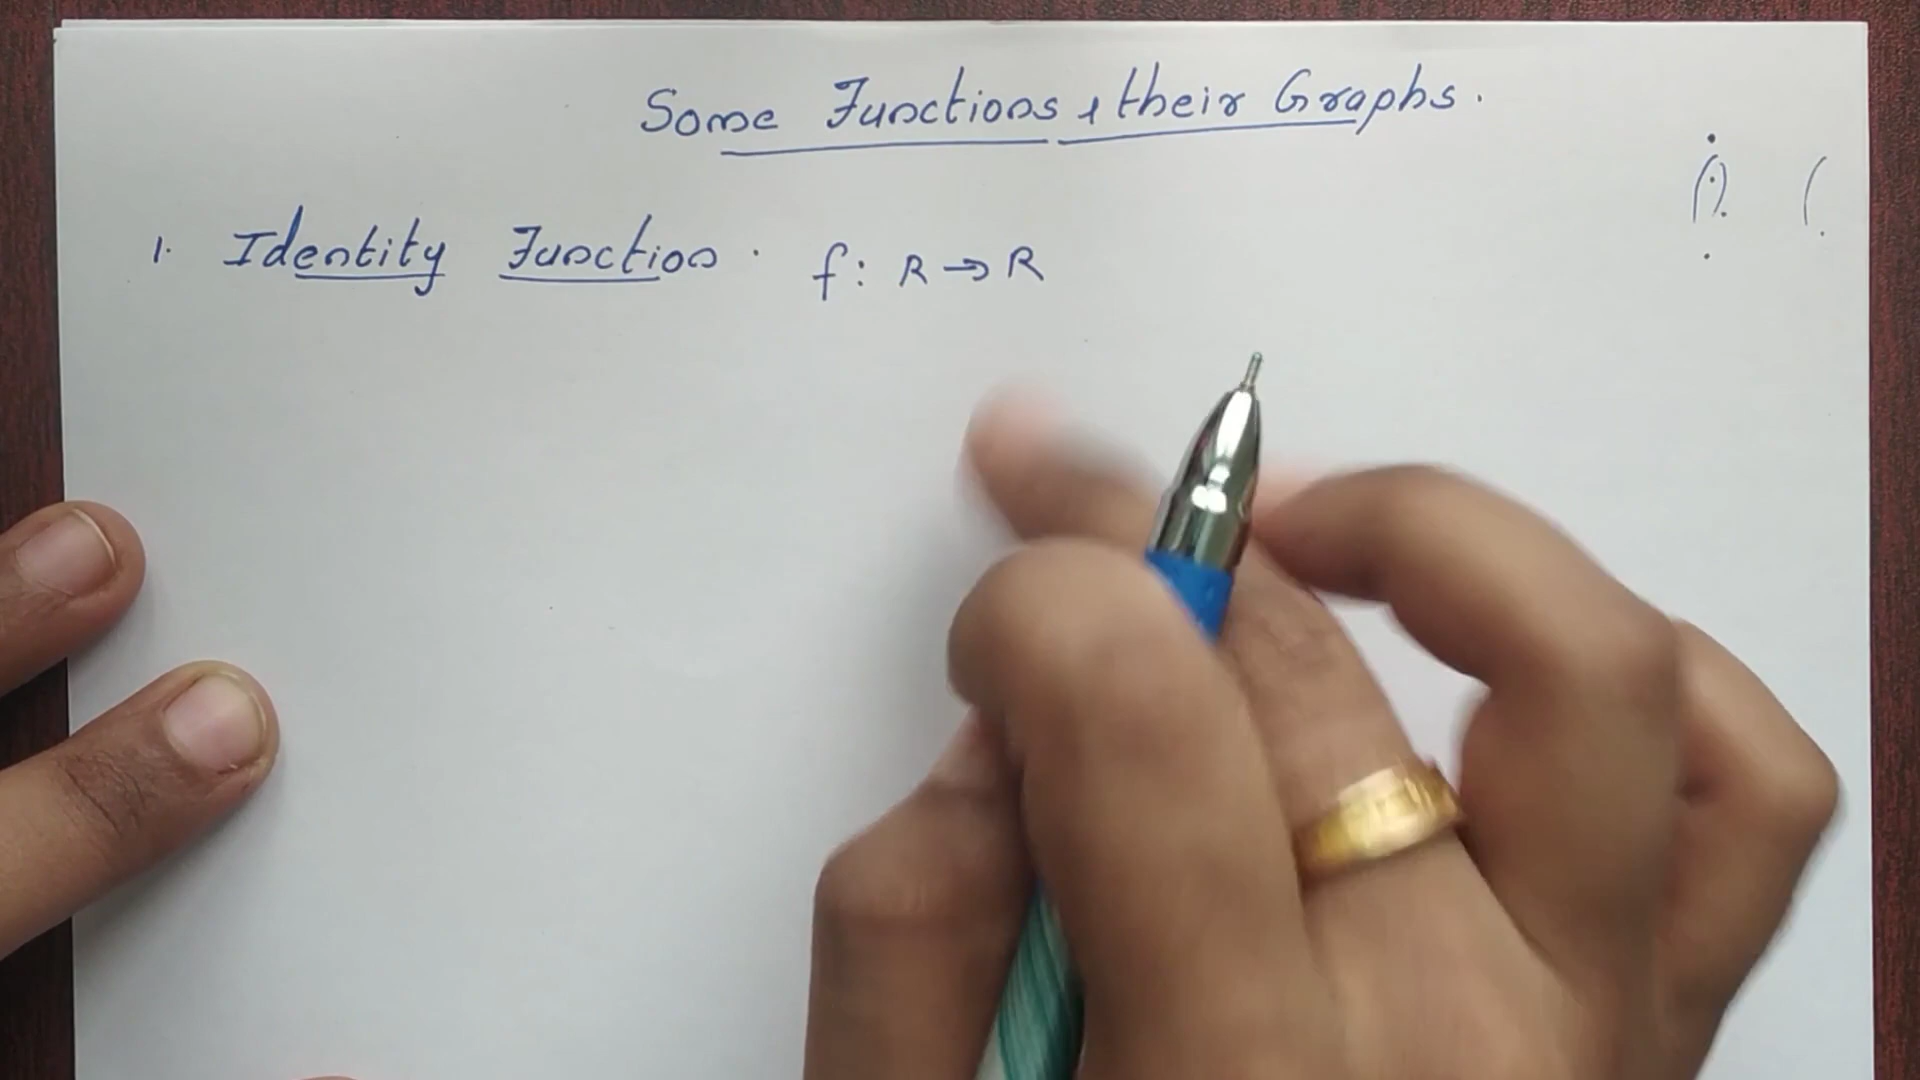 Some Functions & their Graphs.
1. Identity Function. f: R → R